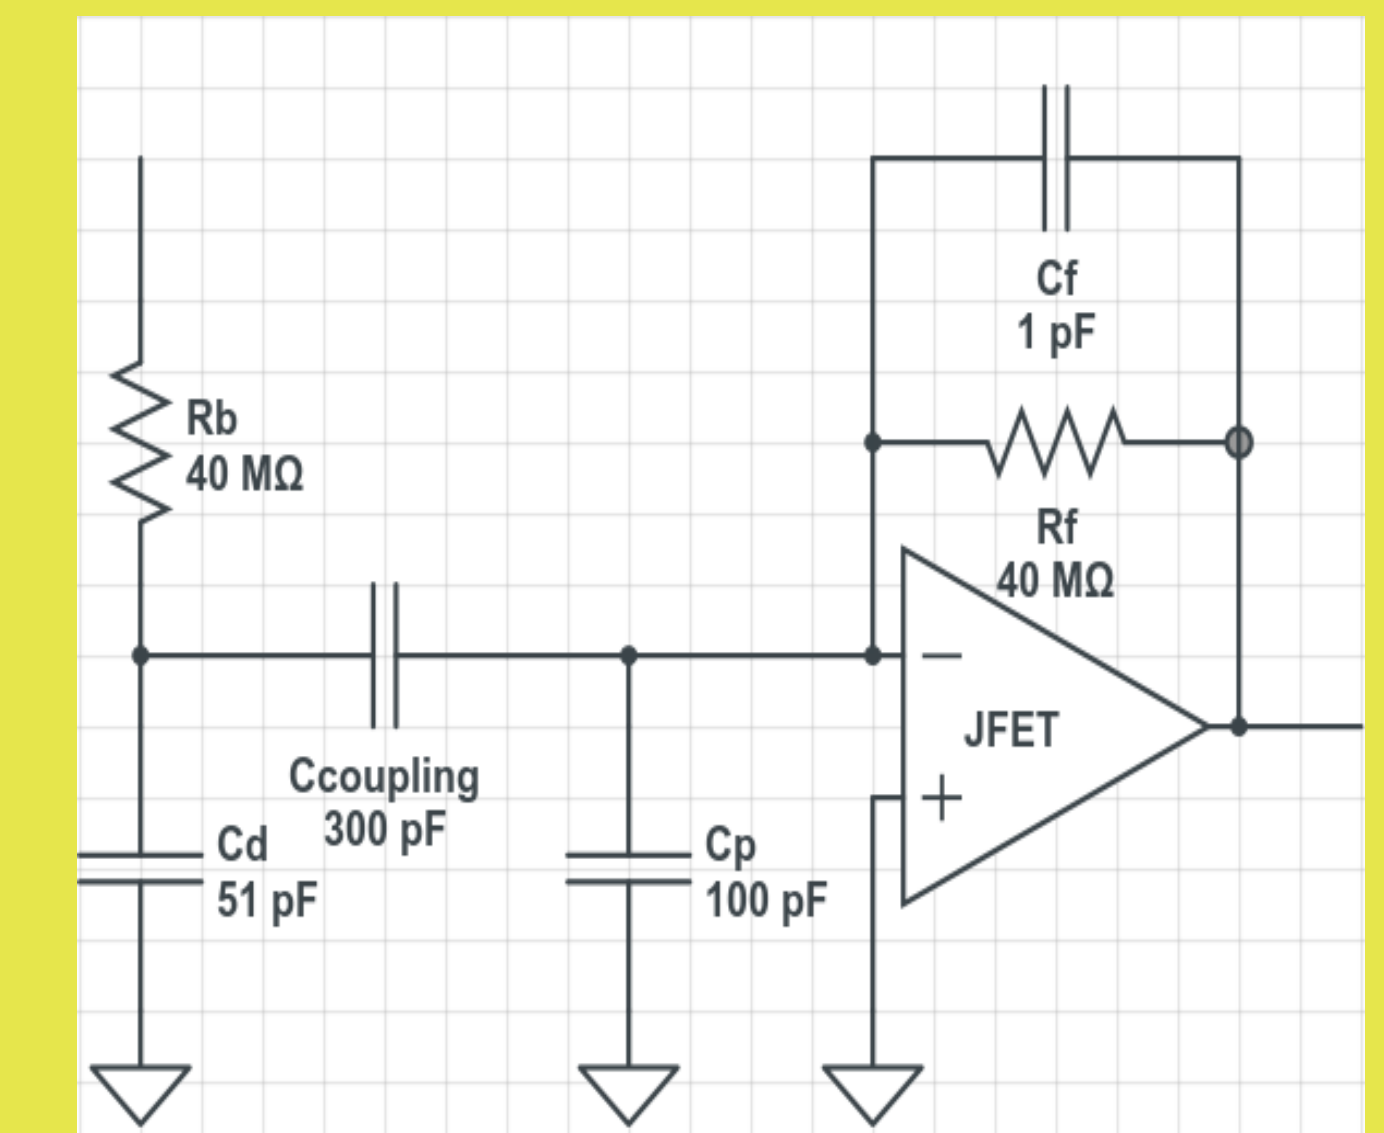 Cf
1 pF
Rb
40 MΩ
Rf
40 MΩ
−
JFET
+
Ccoupling
300 pF
Cd
51 pF
Cp
100 pF